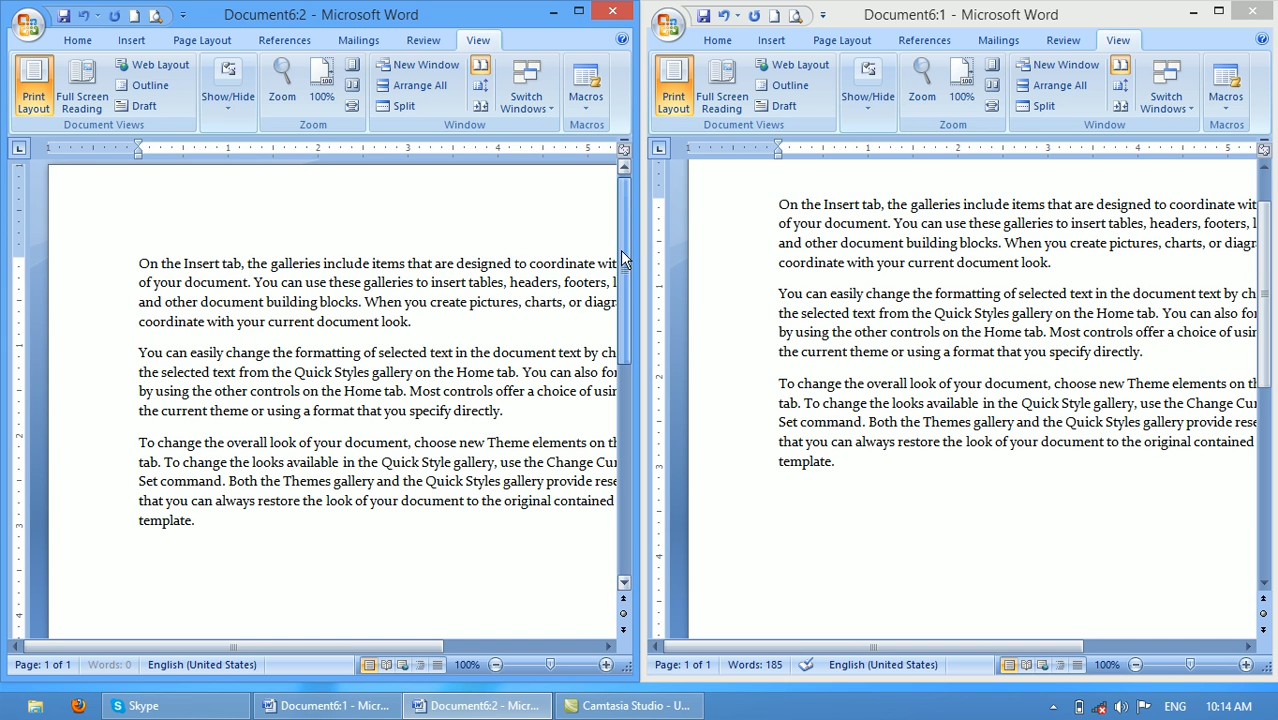 Document6:2 - Microsoft Word
Home Insert Page Layout References Mailings Review View
Print Layout
Full Screen Reading
Web Layout
Outline
Draft
Document Views
Show/Hide
Zoom
100%
Zoom
New Window
Arrange All
Split
Window
Switch Windows
Macros
Macros
1 1 2 3 4 5
On the Insert tab, the galleries include items that are designed to coordinate wit
of your document. You can use these galleries to insert tables, headers, footers, l
and other document building blocks. When you create pictures, charts, or diagr
coordinate with your current document look.
You can easily change the formatting of selected text in the document text by ch
the selected text from the Quick Styles gallery on the Home tab. You can also for
by using the other controls on the Home tab. Most controls offer a choice of usin
the current theme or using a format that you specify directly.
To change the overall look of your document, choose new Theme elements on th
tab. To change the looks available in the Quick Style gallery, use the Change Cur
Set command. Both the Themes gallery and the Quick Styles gallery provide rese
that you can always restore the look of your document to the original contained
template.
Page: 1 of 1 Words: 0 English (United States) 100%
Document6:1 - Microsoft Word
Home Insert Page Layout References Mailings Review View
Print Layout
Full Screen Reading
Web Layout
Outline
Draft
Document Views
Show/Hide
Zoom
100%
Zoom
New Window
Arrange All
Split
Window
Switch Windows
Macros
Macros
1 1 2 3 4 5
On the Insert tab, the galleries include items that are designed to coordinate wit
of your document. You can use these galleries to insert tables, headers, footers, l
and other document building blocks. When you create pictures, charts, or diagra
coordinate with your current document look.
You can easily change the formatting of selected text in the document text by ch
the selected text from the Quick Styles gallery on the Home tab. You can also for
by using the other controls on the Home tab. Most controls offer a choice of usin
the current theme or using a format that you specify directly.
To change the overall look of your document, choose new Theme elements on th
tab. To change the looks available in the Quick Style gallery, use the Change Cur
Set command. Both the Themes gallery and the Quick Styles gallery provide rese
that you can always restore the look of your document to the original contained
template.
Page: 1 of 1 Words: 185 English (United States) 100%
Skype Document6:1 - Micr... Document6:2 - Micr... Camtasia Studio - U... ENG 10:14 AM